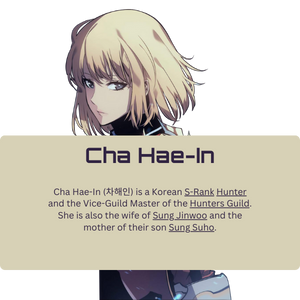 Cha Hae-In
Cha Hae-In (차해인) is a Korean S-Rank Hunter
and the Vice-Guild Master of the Hunters Guild.
She is also the wife of Sung Jinwoo and the
mother of their son Sung Suho.